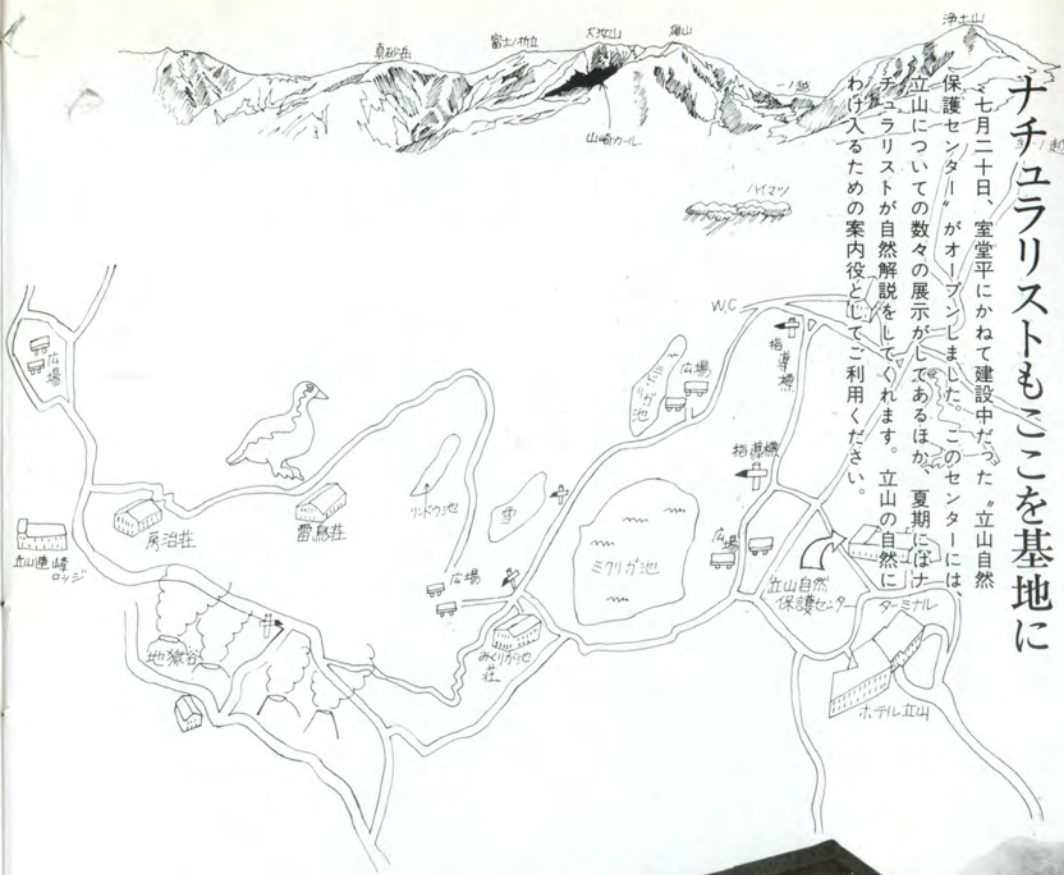 ナチュラリストもここを基地に
七月二十日、室堂平にかねて建設中だった〝立山自然
保護センター〟がオープンしました。このセンターには、
立山についての数々の展示がしてあるほか、夏期にはナ
チュラリストが自然解説をしてくれます。立山の自然に
わけ入るための案内役としてご利用ください。
真砂岳
富士ノ折立
大汝山
雄山
浄土山
一ノ越
山崎カール
ハイマツ
W.C
指導標
広場
広場
指導標
リンドウ池
雪
ミクリガ池
広場
立山自然
保護センター
ターミナル
ホテル立山
雷鳥荘
房治荘
立山連峰
ロッジ
広場
みくりが池
荘
地獄谷